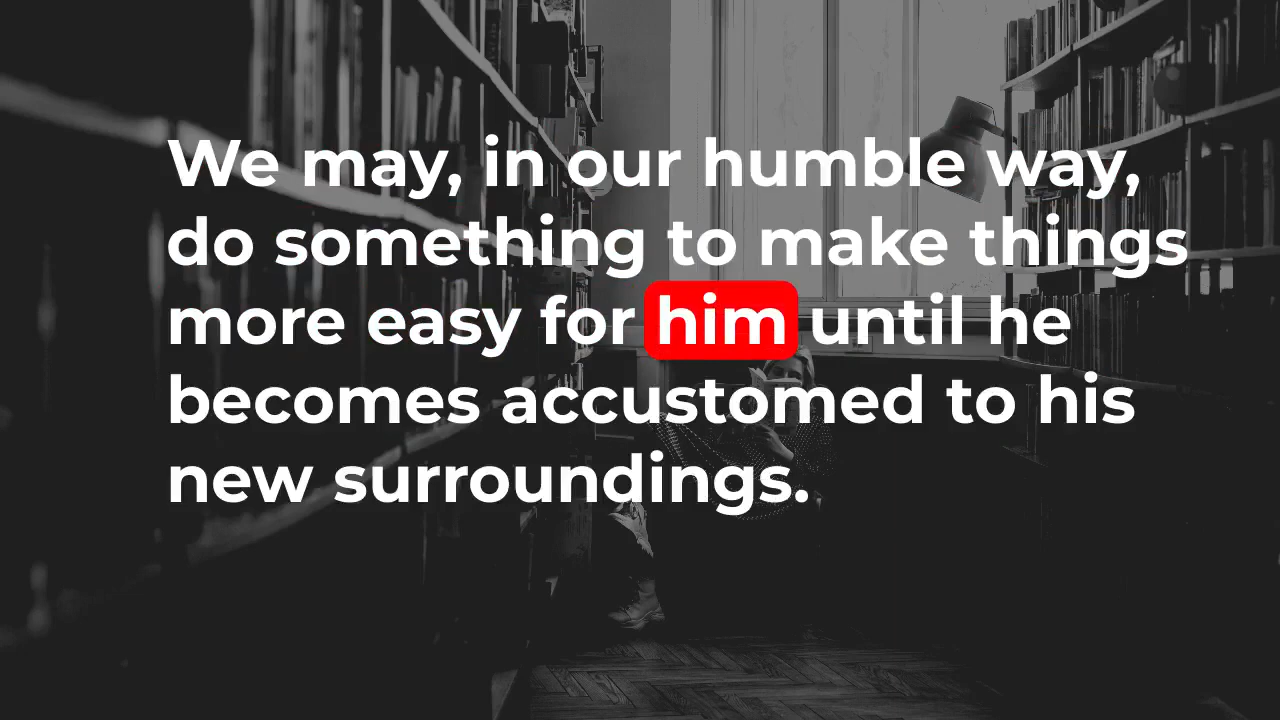 We may, in our humble way,
do something to make things
more easy for him until he
becomes accustomed to his
new surroundings.